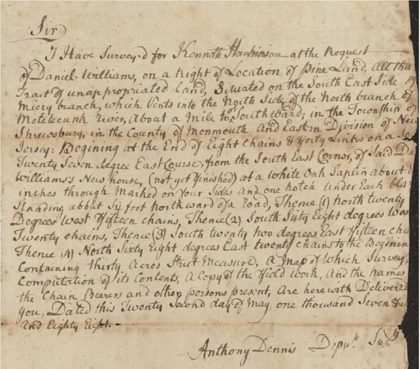 Sir
I Have Survey'd for Kenneth Hankinson at the Request
of Daniel Williams, on a Right of Location of Pine Land, All that
Tract of unapropriated Land, Situated on the South East Side of
Miery branch, which Vents into the North Side of the North branch of
Metetecunk River, about a Mile to Southward; in the Township of
Shrewsbury, in the County of Monmouth And Eastern Division of New
Jersey: Begining at the End of Eight chains & forty Links on a
Twenty Seven degree East Course, from the South East Corner, of Said D
Williams's New house, (not yet finished) at a White Oak Saplin about
inches through Marked on four Sides and one notch Under Each blaze
Standing about Six feet northward of a Road, Thence (1) north twenty
Degrees West fifteen chains, Thence (2) South Sixty Eight degrees West
Twenty chains, Thence (3) South twenty two degrees East fifteen chains
Thence (4) North Sixty Eight degrees East twenty chains to the Begining
Containing Thirty Acres Strict Measure, a Map of which Survey,
Computation of its Contents, a Copy of the field Work, And the names
the Chain Barers and other persons present, Are here with Deliver'd
you, Dated this Twenty Second day of May, one thousand Seven
and Eighty Eight.
Anthony Dennis Depu.ty Sur.